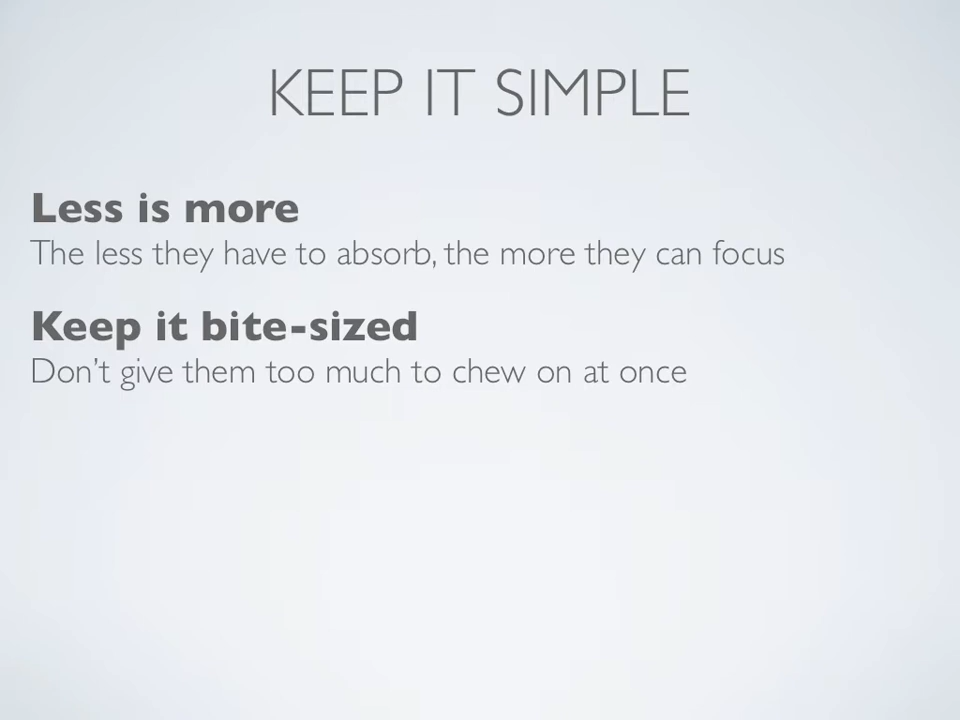 KEEP IT SIMPLE
Less is more
The less they have to absorb, the more they can focus
Keep it bite-sized
Don’t give them too much to chew on at once